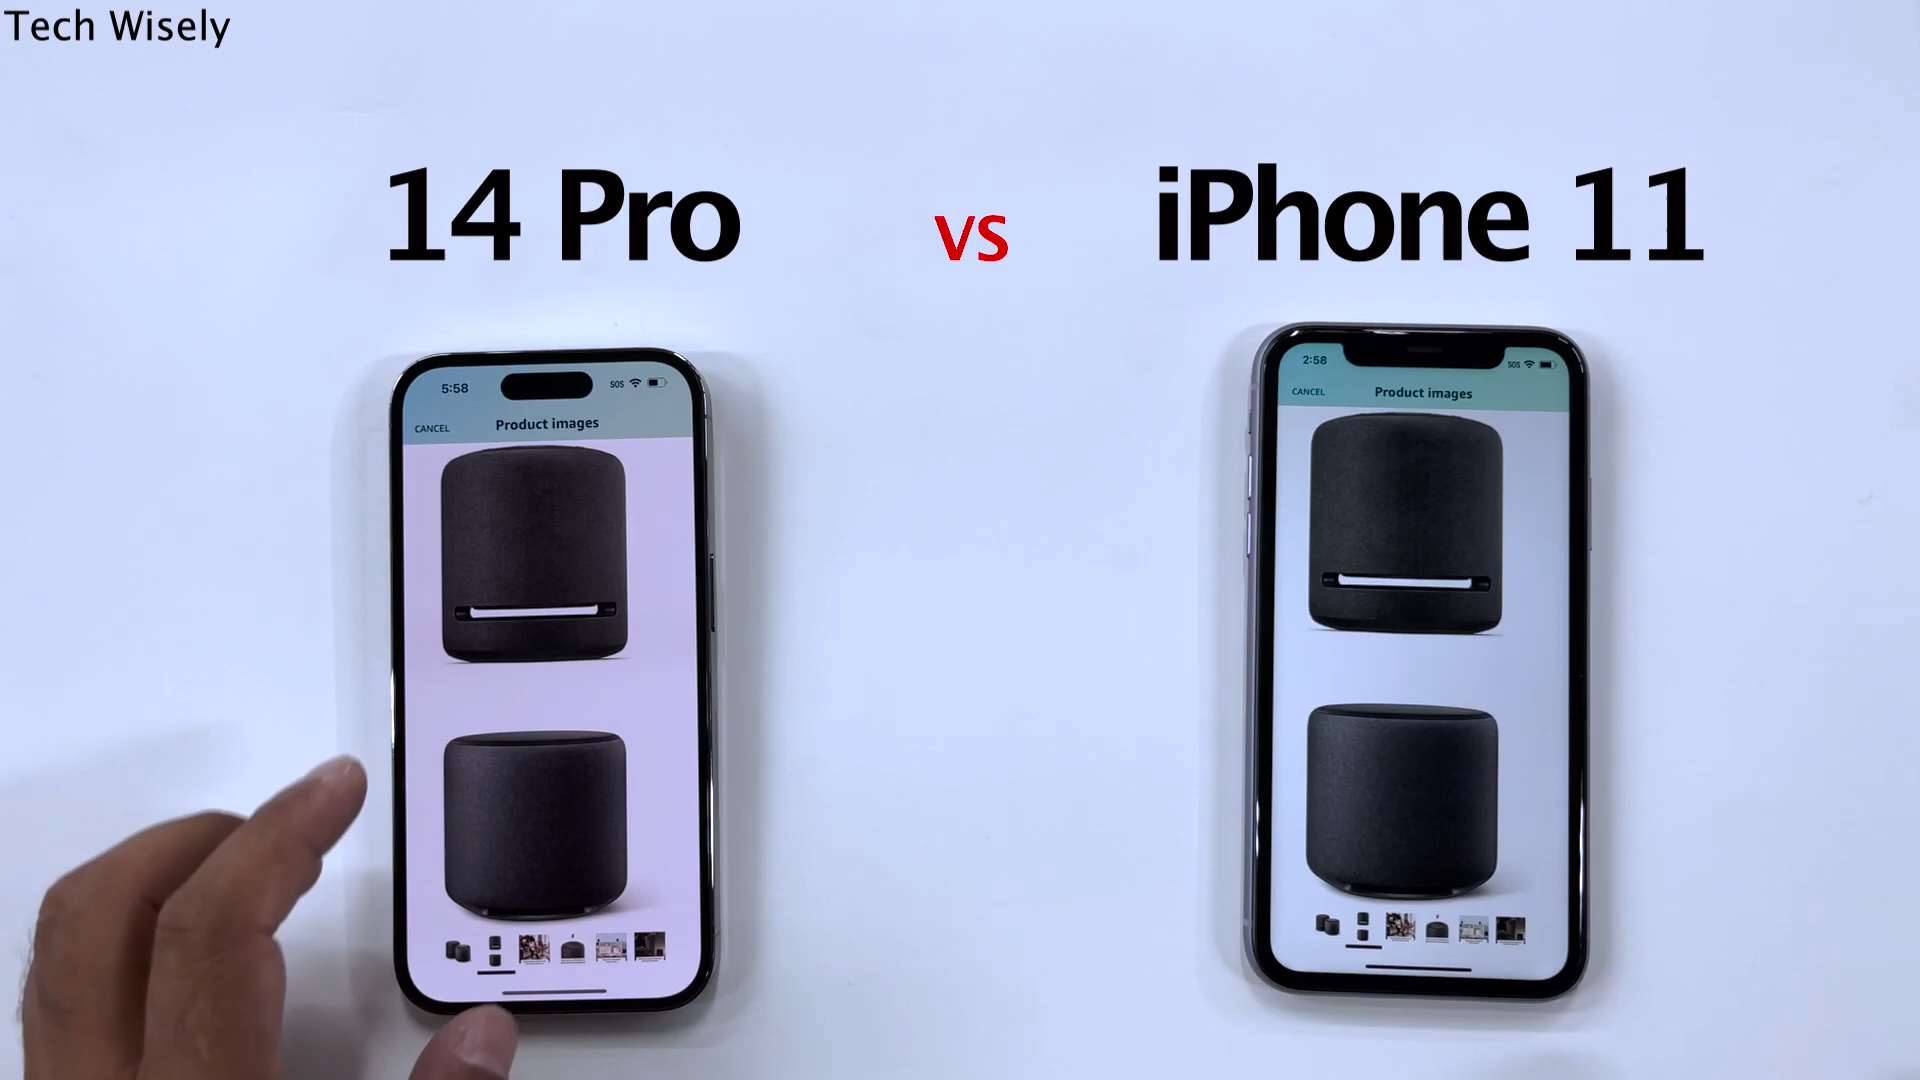 Tech Wisely
14 Pro vs iPhone 11
5:58 SOS
CANCEL Product images
2:58 SOS
CANCEL Product images